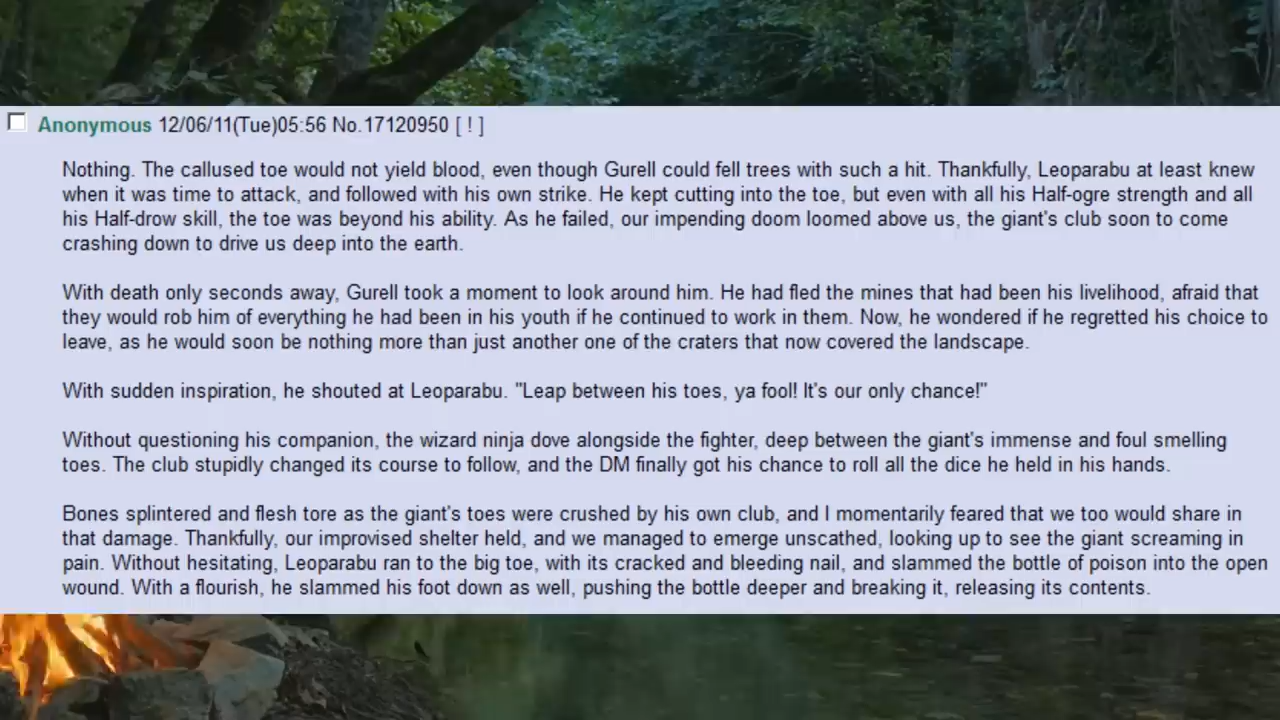 Anonymous 12/06/11(Tue)05:56 No.17120950 [ ! ]
Nothing. The callused toe would not yield blood, even though Gurell could fell trees with such a hit. Thankfully, Leoparabu at least knew
when it was time to attack, and followed with his own strike. He kept cutting into the toe, but even with all his Half-ogre strength and all
his Half-drow skill, the toe was beyond his ability. As he failed, our impending doom loomed above us, the giant's club soon to come
crashing down to drive us deep into the earth.
With death only seconds away, Gurell took a moment to look around him. He had fled the mines that had been his livelihood, afraid that
they would rob him of everything he had been in his youth if he continued to work in them. Now, he wondered if he regretted his choice to
leave, as he would soon be nothing more than just another one of the craters that now covered the landscape.
With sudden inspiration, he shouted at Leoparabu. "Leap between his toes, ya fool! It's our only chance!"
Without questioning his companion, the wizard ninja dove alongside the fighter, deep between the giant's immense and foul smelling
toes. The club stupidly changed its course to follow, and the DM finally got his chance to roll all the dice he held in his hands.
Bones splintered and flesh tore as the giant's toes were crushed by his own club, and I momentarily feared that we too would share in
that damage. Thankfully, our improvised shelter held, and we managed to emerge unscathed, looking up to see the giant screaming in
pain. Without hesitating, Leoparabu ran to the big toe, with its cracked and bleeding nail, and slammed the bottle of poison into the open
wound. With a flourish, he slammed his foot down as well, pushing the bottle deeper and breaking it, releasing its contents.